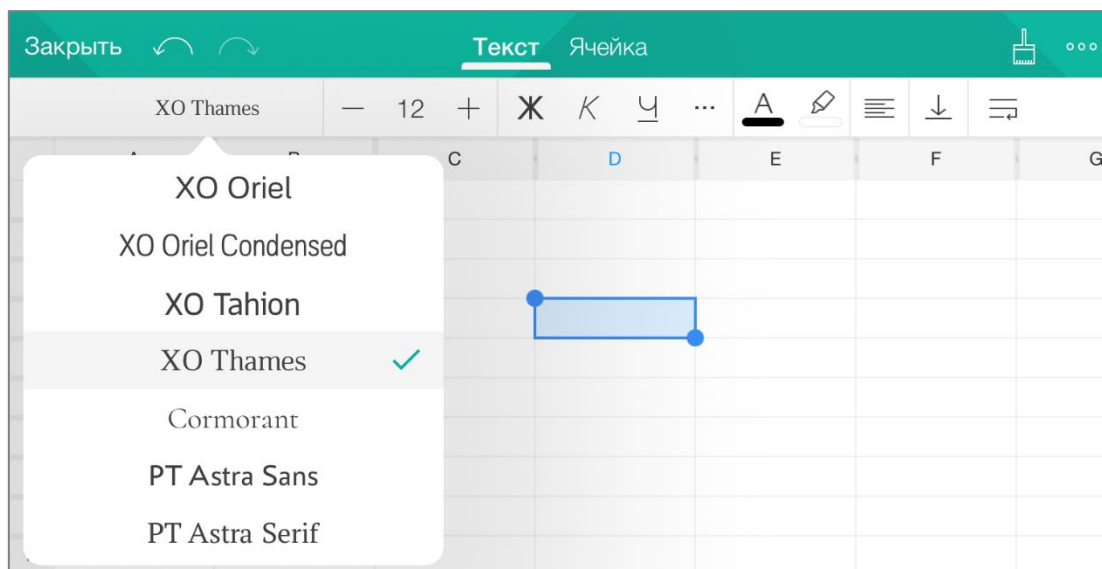 Закрыть Текст Ячейка
XO Thames — 12 + Ж К Ч ... A
C D E F G
XO Oriel
XO Oriel Condensed
XO Tahion
XO Thames
Cormorant
PT Astra Sans
PT Astra Serif